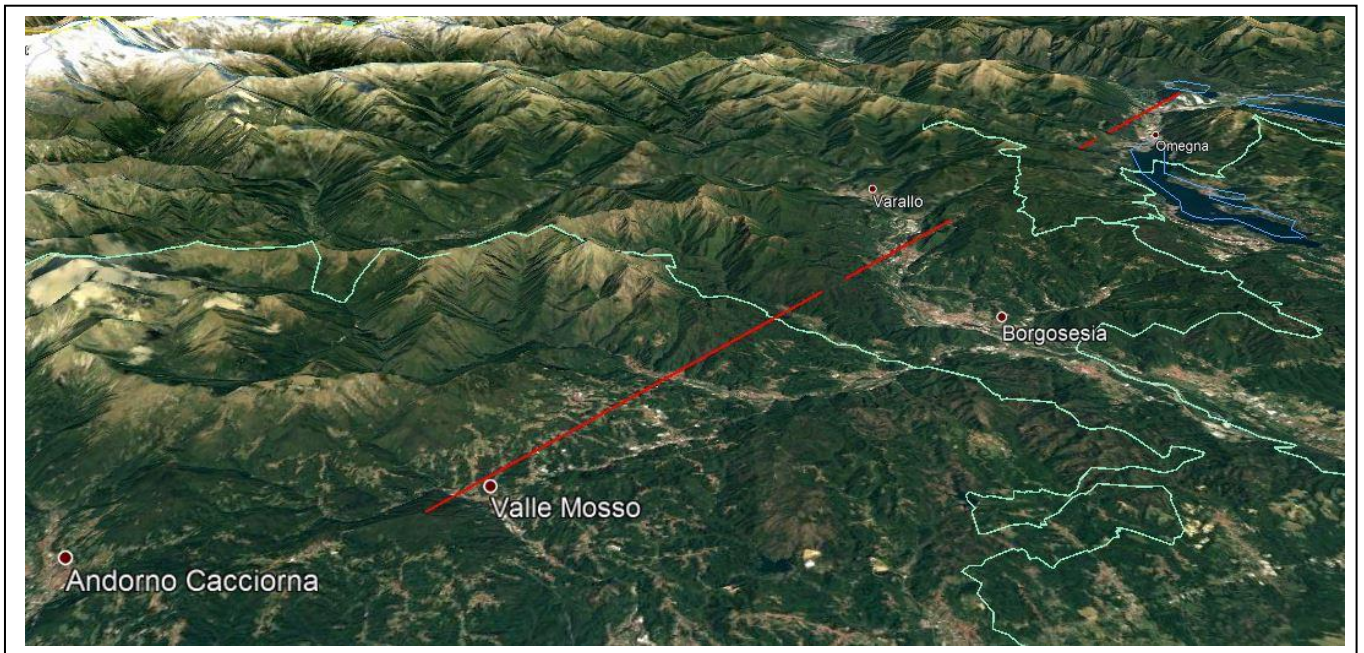 Omegna
Varallo
Borgosesia
Valle Mosso
Andorno Cacciorna